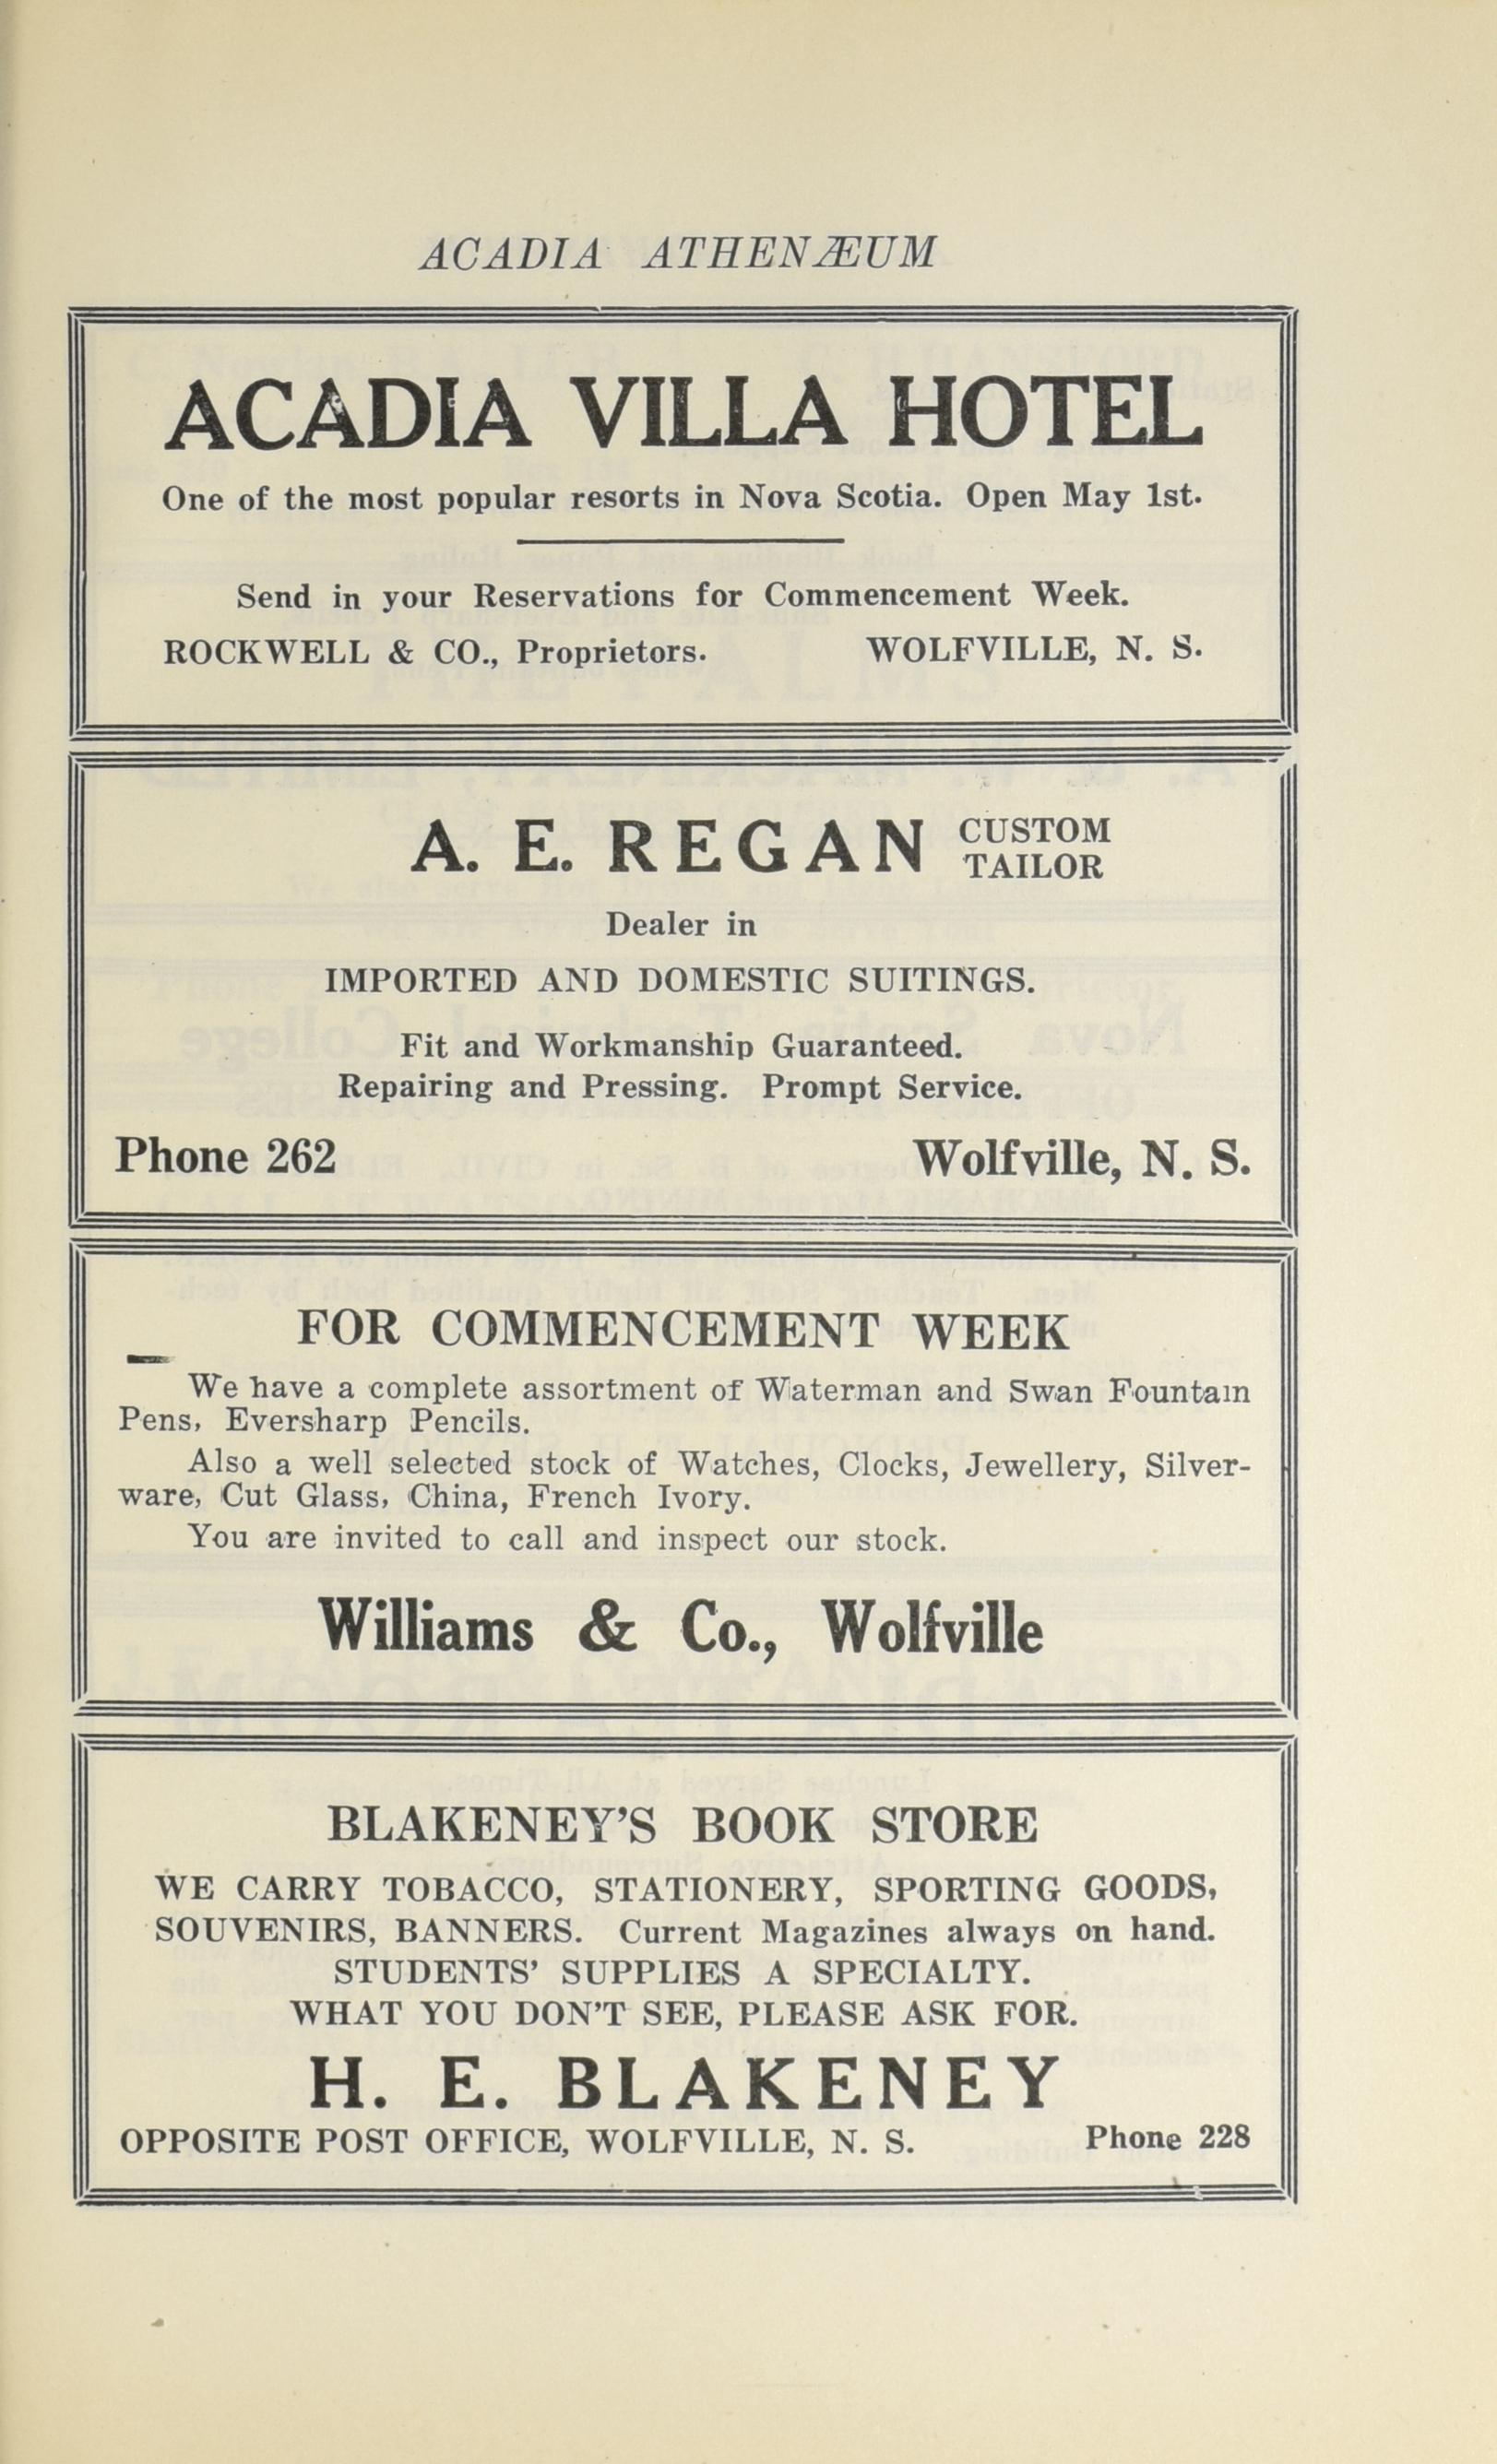 ACADIA ATHENÆUM
ACADIA VILLA HOTEL
One of the most popular resorts in Nova Scotia. Open May 1st.
Send in your Reservations for Commencement Week.
ROCKWELL & CO., Proprietors. WOLFVILLE, N. S.
A. E. REGAN CUSTOM
TAILOR
Dealer in
IMPORTED AND DOMESTIC SUITINGS.
Fit and Workmanship Guaranteed.
Repairing and Pressing. Prompt Service.
Phone 262 Wolfville, N. S.
FOR COMMENCEMENT WEEK
We have a complete assortment of Waterman and Swan Fountain
Pens, Eversharp Pencils.
Also a well selected stock of Watches, Clocks, Jewellery, Silver-
ware, Cut Glass, China, French Ivory.
You are invited to call and inspect our stock.
Williams & Co., Wolfville
BLAKENEY'S BOOK STORE
WE CARRY TOBACCO, STATIONERY, SPORTING GOODS,
SOUVENIRS, BANNERS. Current Magazines always on hand.
STUDENTS' SUPPLIES A SPECIALTY.
WHAT YOU DON'T SEE, PLEASE ASK FOR.
H. E. BLAKENEY
OPPOSITE POST OFFICE, WOLFVILLE, N. S. Phone 228